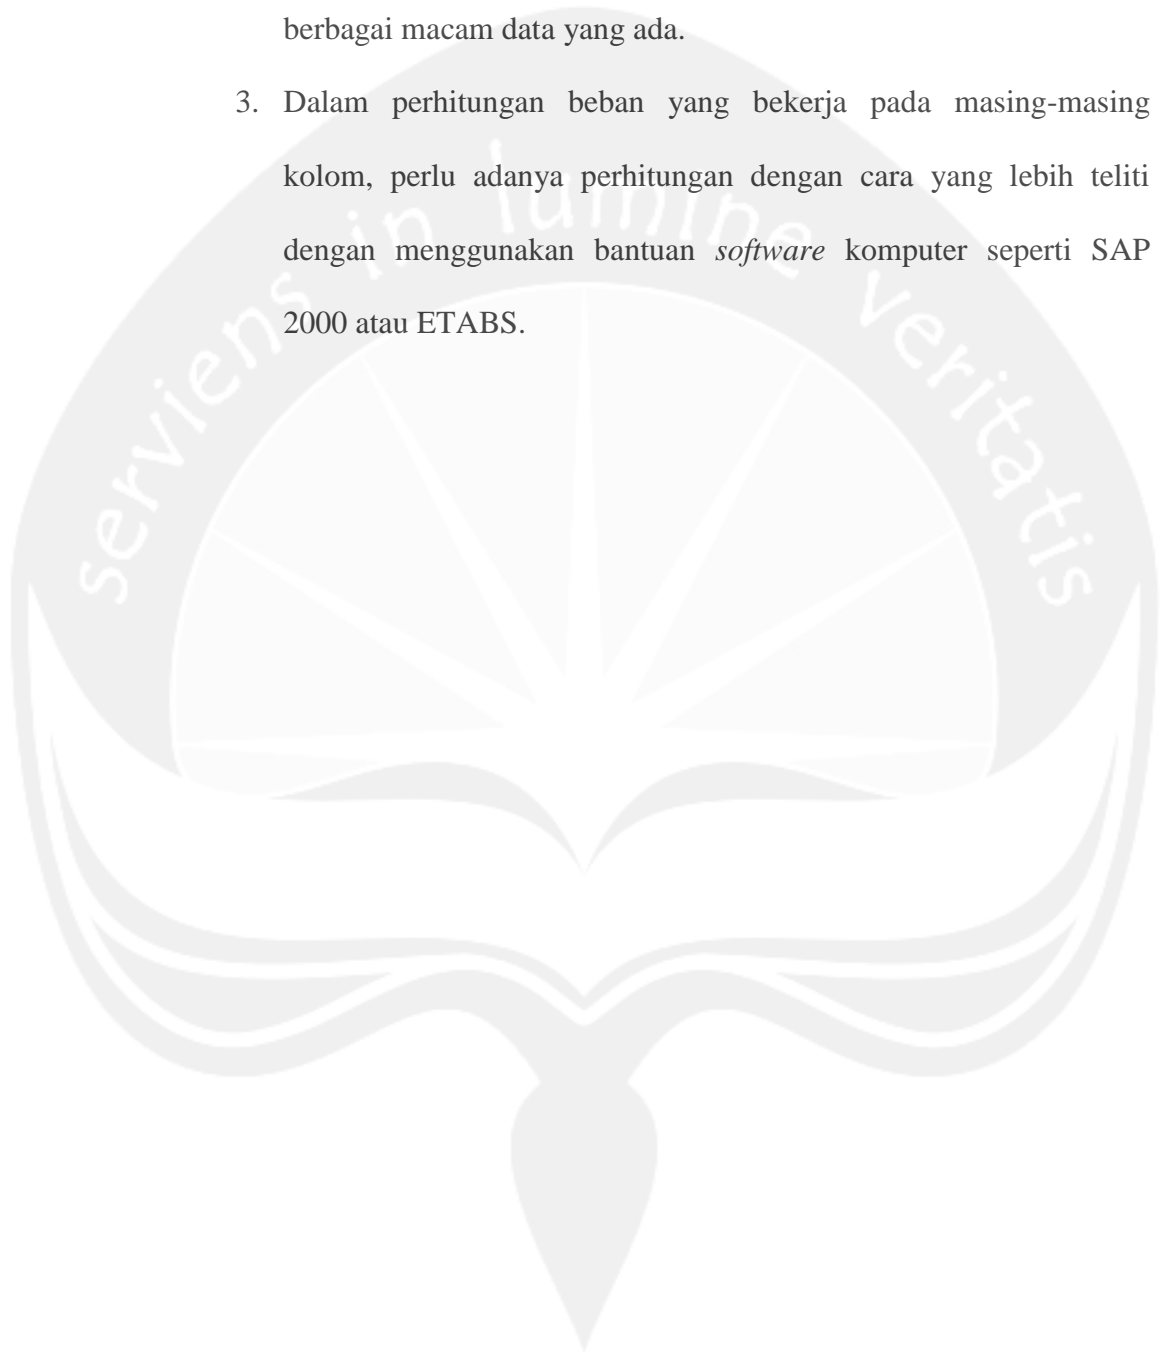 berbagai macam data yang ada.
3. Dalam perhitungan beban yang bekerja pada masing-masing
kolom, perlu adanya perhitungan dengan cara yang lebih teliti
dengan menggunakan bantuan software komputer seperti SAP
2000 atau ETABS.
serviens in lumine veritatis